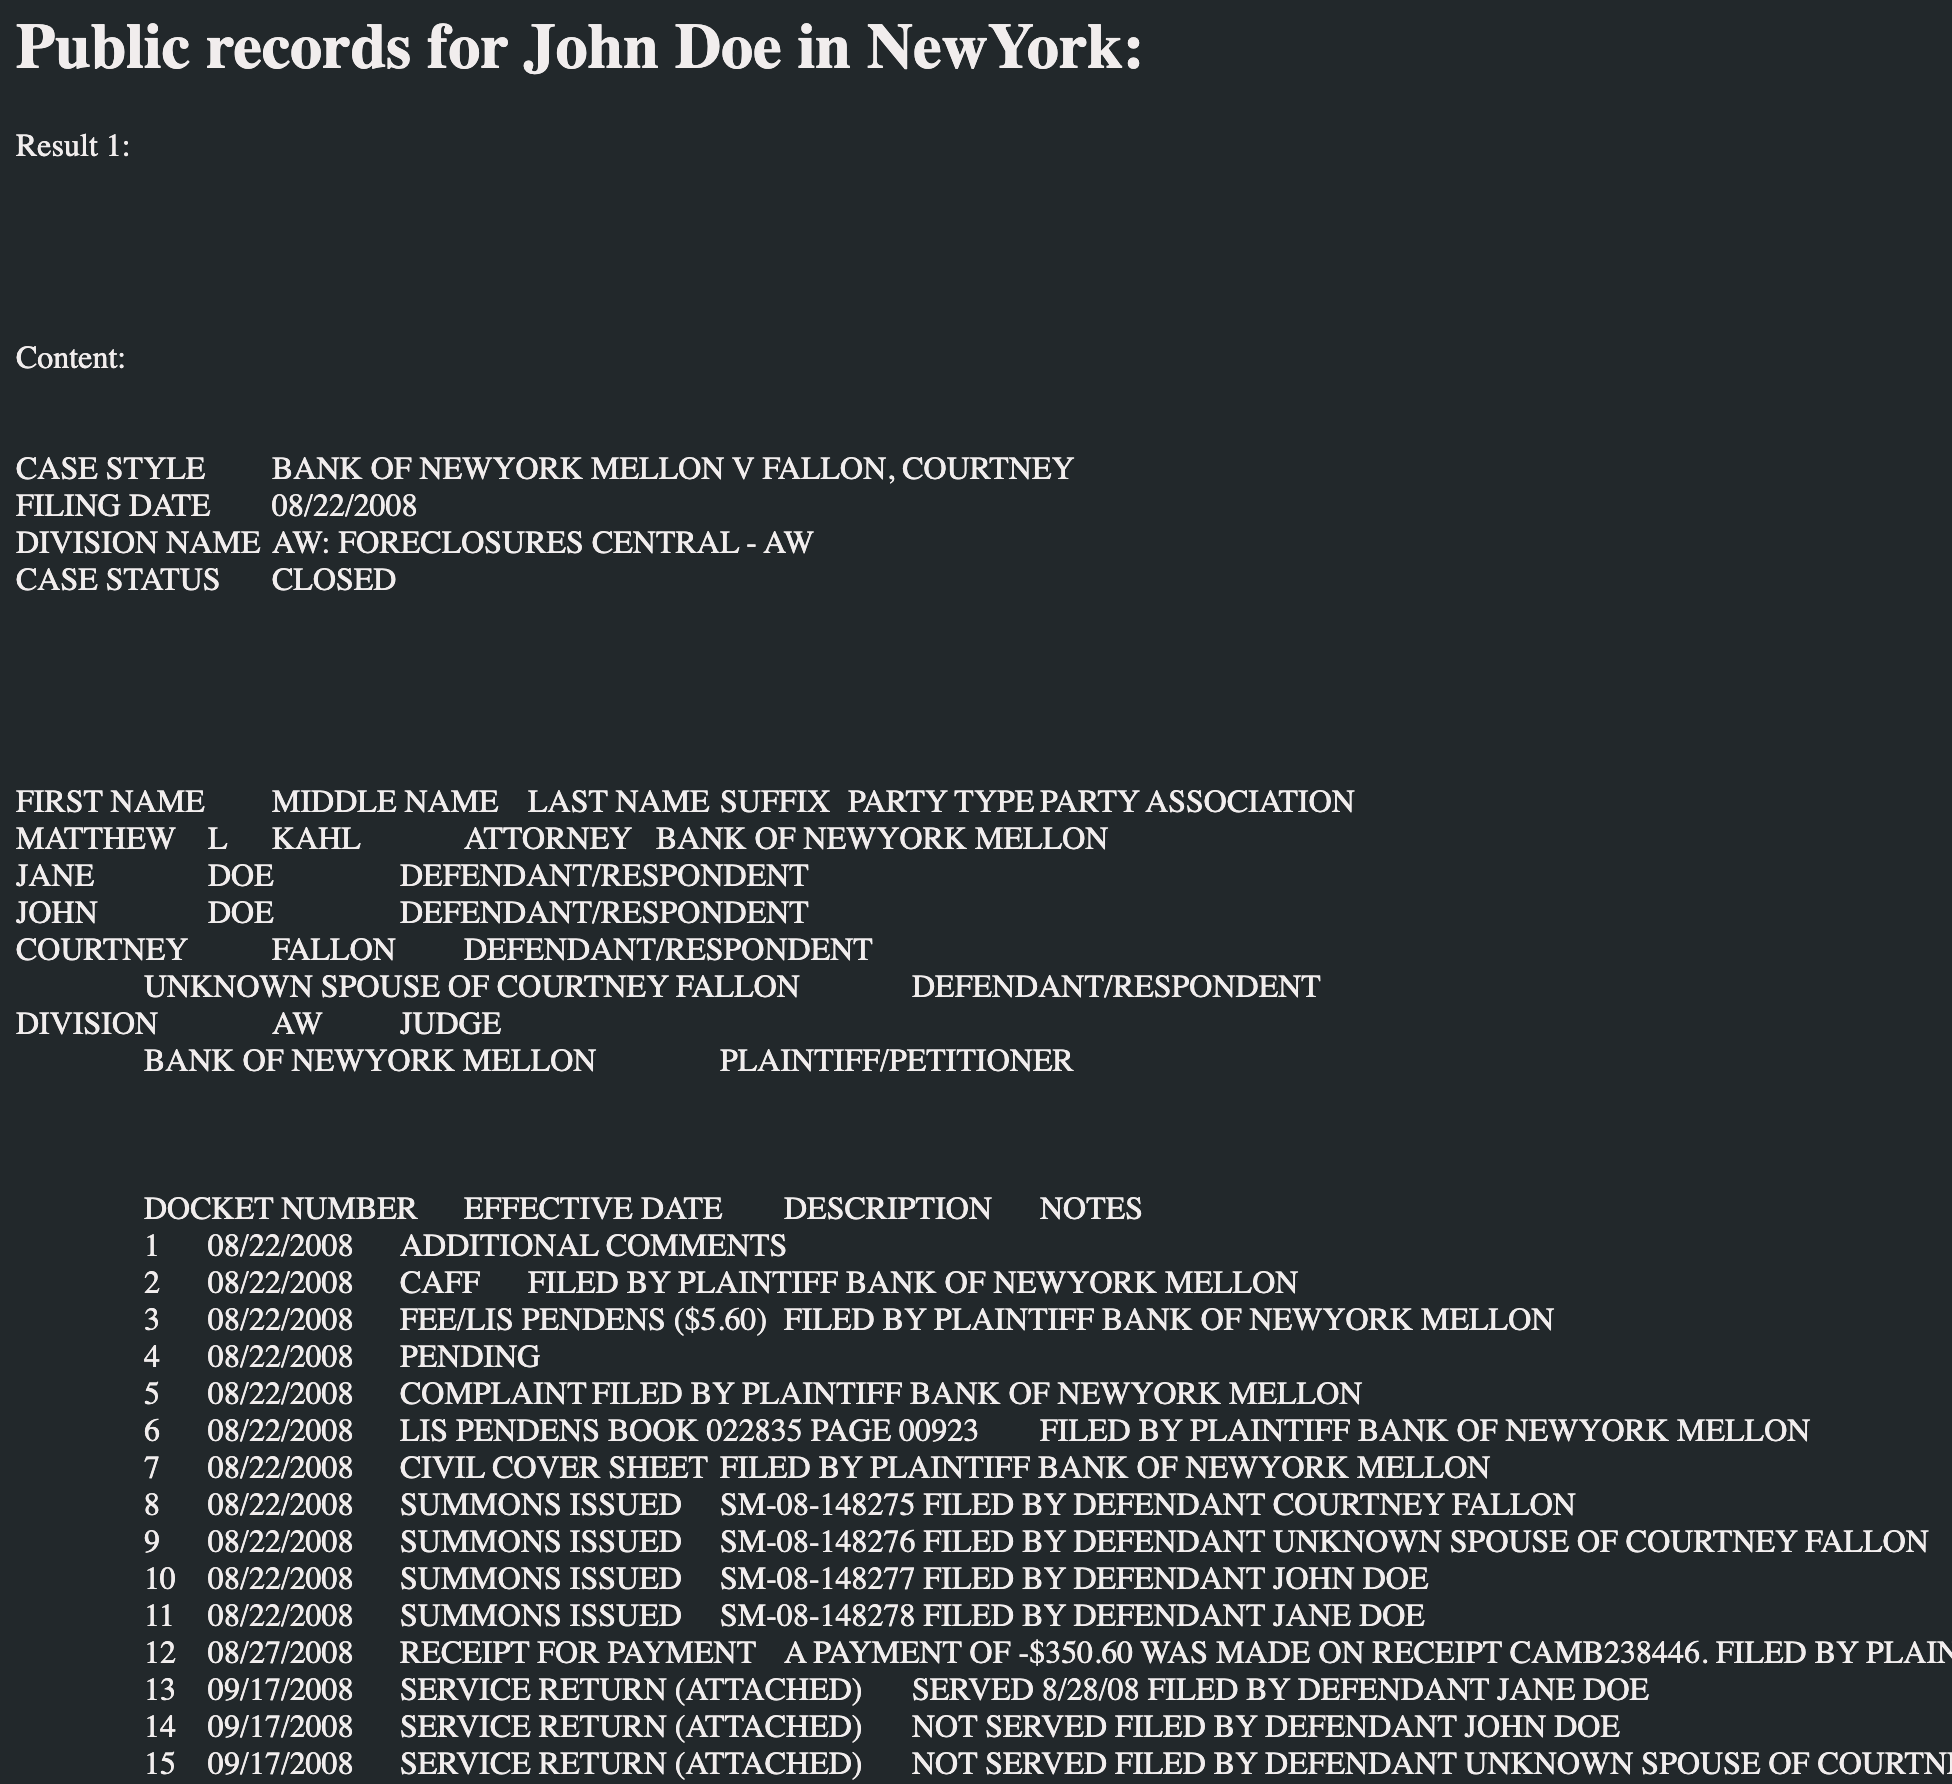 Public records for John Doe in NewYork:
Result 1:
Content:
CASE STYLE BANK OF NEWYORK MELLON V FALLON, COURTNEY
FILING DATE 08/22/2008
DIVISION NAME AW: FORECLOSURES CENTRAL - AW
CASE STATUS CLOSED
FIRST NAME MIDDLE NAME LAST NAME SUFFIX PARTY TYPE PARTY ASSOCIATION
MATTHEW L KAHL ATTORNEY BANK OF NEWYORK MELLON
JANE DOE DEFENDANT/RESPONDENT
JOHN DOE DEFENDANT/RESPONDENT
COURTNEY FALLON DEFENDANT/RESPONDENT
UNKNOWN SPOUSE OF COURTNEY FALLON DEFENDANT/RESPONDENT
DIVISION AW JUDGE
BANK OF NEWYORK MELLON PLAINTIFF/PETITIONER
DOCKET NUMBER EFFECTIVE DATE DESCRIPTION NOTES
1 08/22/2008 ADDITIONAL COMMENTS
2 08/22/2008 CAFF FILED BY PLAINTIFF BANK OF NEWYORK MELLON
3 08/22/2008 FEE/LIS PENDENS ($5.60) FILED BY PLAINTIFF BANK OF NEWYORK MELLON
4 08/22/2008 PENDING
5 08/22/2008 COMPLAINT FILED BY PLAINTIFF BANK OF NEWYORK MELLON
6 08/22/2008 LIS PENDENS BOOK 022835 PAGE 00923 FILED BY PLAINTIFF BANK OF NEWYORK MELLON
7 08/22/2008 CIVIL COVER SHEET FILED BY PLAINTIFF BANK OF NEWYORK MELLON
8 08/22/2008 SUMMONS ISSUED SM-08-148275 FILED BY DEFENDANT COURTNEY FALLON
9 08/22/2008 SUMMONS ISSUED SM-08-148276 FILED BY DEFENDANT UNKNOWN SPOUSE OF COURTNEY FALLON
10 08/22/2008 SUMMONS ISSUED SM-08-148277 FILED BY DEFENDANT JOHN DOE
11 08/22/2008 SUMMONS ISSUED SM-08-148278 FILED BY DEFENDANT JANE DOE
12 08/27/2008 RECEIPT FOR PAYMENT A PAYMENT OF -$350.60 WAS MADE ON RECEIPT CAMB238446. FILED BY
13 09/17/2008 SERVICE RETURN (ATTACHED) SERVED 8/28/08 FILED BY DEFENDANT JANE DOE
14 09/17/2008 SERVICE RETURN (ATTACHED) NOT SERVED FILED BY DEFENDANT JOHN DOE
15 09/17/2008 SERVICE RETURN (ATTACHED) NOT SERVED FILED BY DEFENDANT UNKNOWN SPOUSE OF